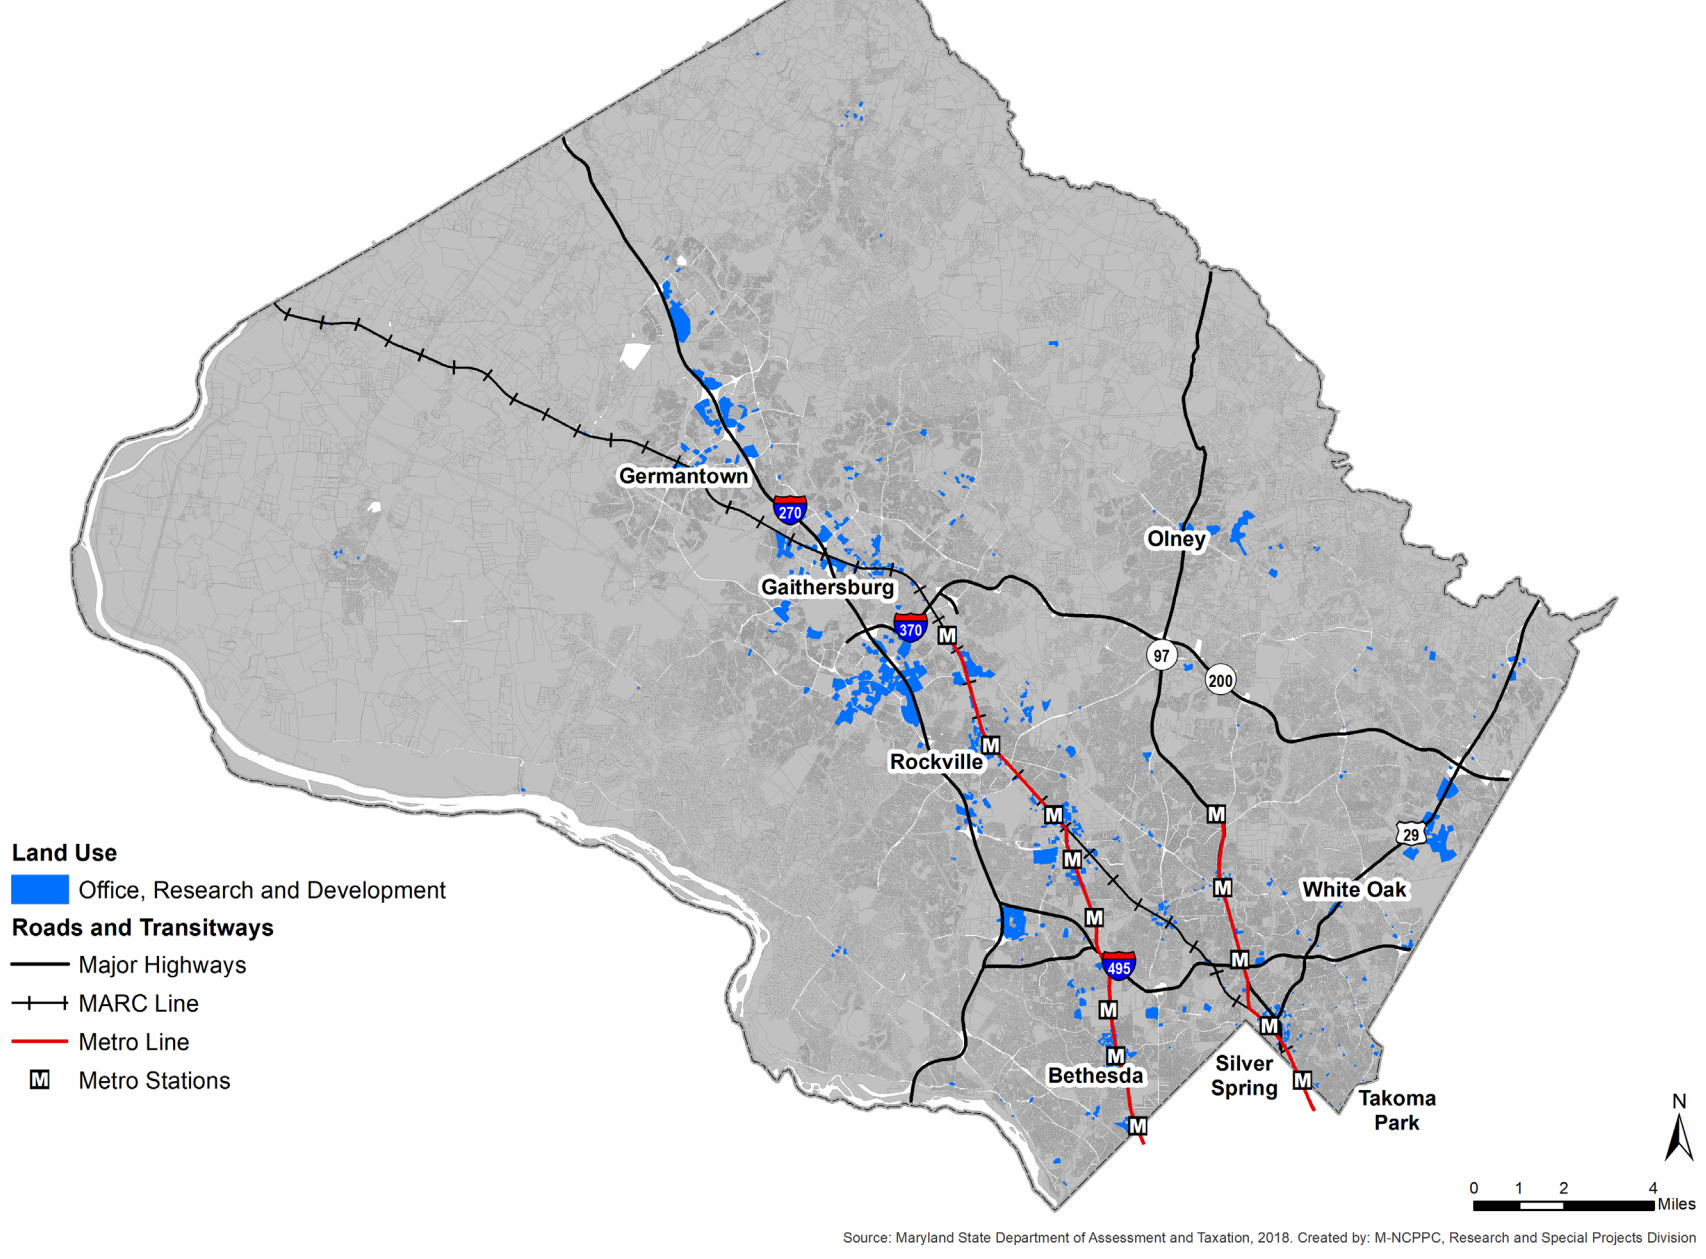 Germantown
270
Olney
Gaithersburg
370
M
97
200
M
Rockville
M
M
29
M
M
White Oak
M
M
495
M
M
M
M
Silver
Spring
Bethesda
M
Takoma
Park
M
Land Use
Office, Research and Development
Roads and Transitways
Major Highways
MARC Line
Metro Line
M Metro Stations
N
0 1 2 4
Miles
Source: Maryland State Department of Assessment and Taxation, 2018. Created by: M-NCPPC, Research and Special Projects Division